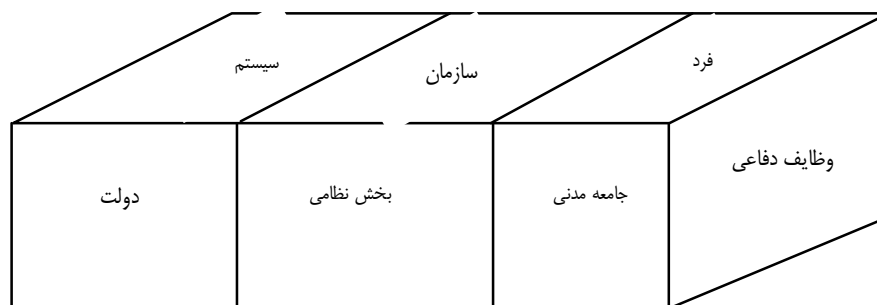 فرد
سازمان
سیستم
وظایف دفاعی
جامعه مدنی
بخش نظامی
دولت